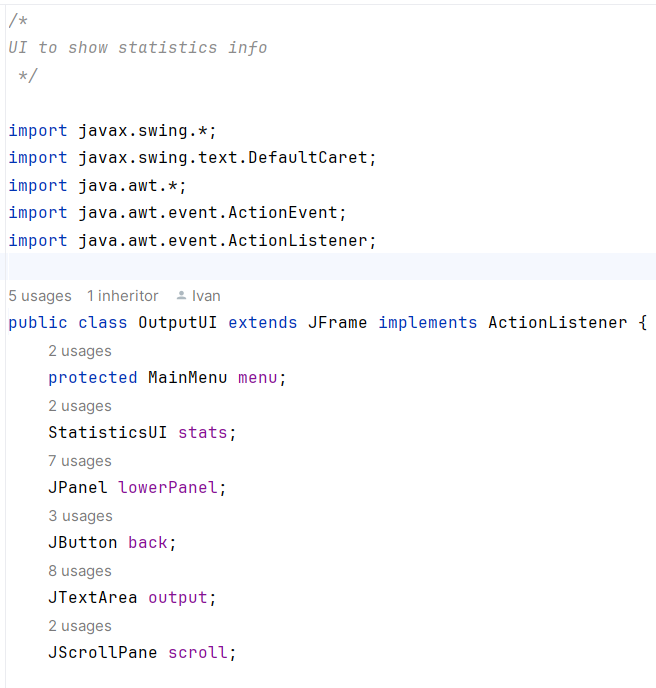 /*
UI to show statistics info
*/
import javax.swing.*;
import javax.swing.text.DefaultCaret;
import java.awt.*;
import java.awt.event.ActionEvent;
import java.awt.event.ActionListener;
5 usages 1 inheritor Ivan
public class OutputUI extends JFrame implements ActionListener {
2 usages
protected MainMenu menu;
2 usages
StatisticsUI stats;
7 usages
JPanel lowerPanel;
3 usages
JButton back;
8 usages
JTextArea output;
2 usages
JScrollPane scroll;